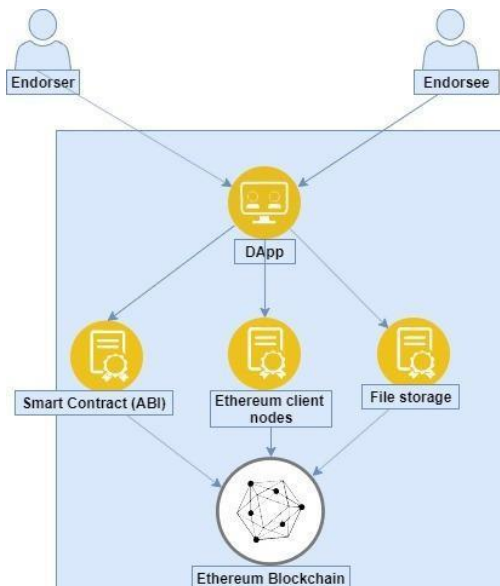 Endorser
Endorsee
DApp
Smart Contract (ABI)
Ethereum client
nodes
File storage
Ethereum Blockchain